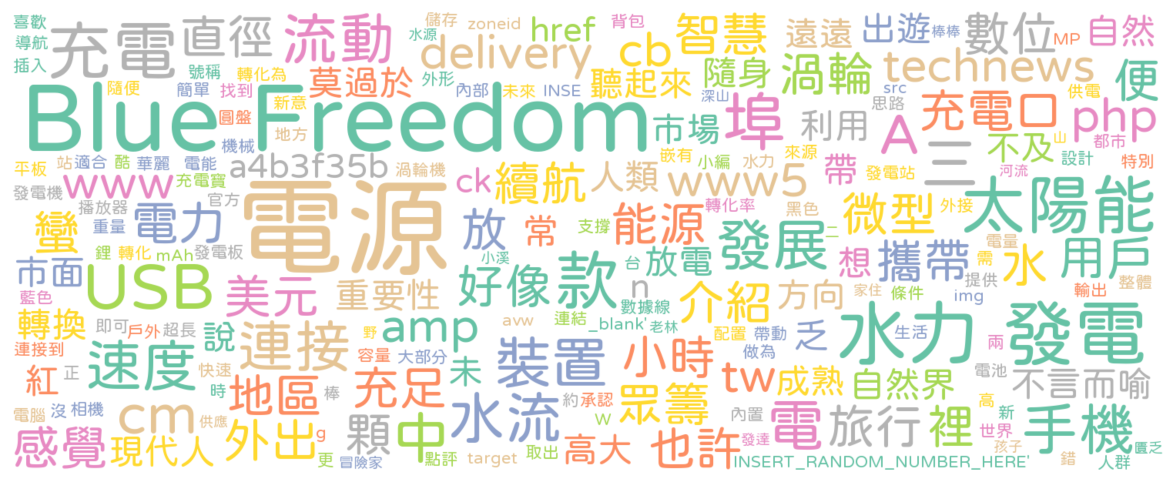 喜歡 充電 直徑 流動 儲存 zoneid href 背包 智慧 遠遠 出遊 棒棒 數位 MP 自然
導航 水源 delivery cb technews
插入 號稱 轉化為 莫過於 外形 聽起來 隨身 渦輪 便
隨便 簡單 找到 新意 內部 未來 INSE 深山 src 思路 充電口 供電 php
Blue Freedom 圓盤 地方 市場 埠 利用 A 三 不及 山 都市
機械 嵌有 小編 水力 來源 設計
平板 站 適合 酷 華麗 電能 a4b3f35b 渦輪機 ck 續航 人類 www5 帶 發電站 河流 特別
發電機 www 充電寶 官方 電源 轉化率 黑色 微型 外接 太陽能
播放器 蠻 重量 電力 放 常 支撐 能源 發展 二 電量
鋰 轉化 mAh 發電板 小溪 台 放電 想 攜帶 需 水 用戶
市面 USB 美元 重要性 好像 款 n 介紹 方向 提供 整體
藍色 數據線 家住 條件 img 輸出
轉換 即可 戶外 超長 說 連接 amp avw 連結 _blank' 老林 配置 帶動 乏 水力 生活 兩 發電
連接到 速度 野 容量 大部分 裝置 小時 做為
紅 正 快速 地區 充足 未 tw 成熟 自然界 電池 不言而喻
時 棒 約 承認 眾籌 高
電腦 沒 相機 cm 供應 顆 中 水流 w 內置 電 旅行 裡 新 手機
感覺 現代人 外出 g 點評 高大 也許 發達 世界 孩子
更 冒險家 target 取出 INSERT_RANDOM_NUMBER_HERE' 錯 人群 匱乏